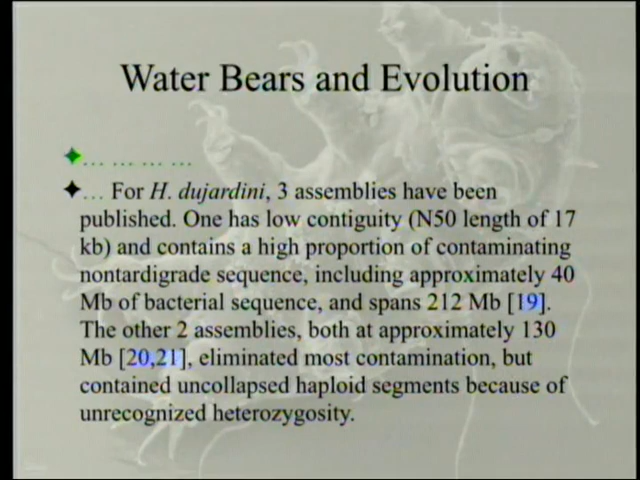 Water Bears and Evolution
… … … …
… For H. dujardini, 3 assemblies have been
published. One has low contiguity (N50 length of 17
kb) and contains a high proportion of contaminating
nontardigrade sequence, including approximately 40
Mb of bacterial sequence, and spans 212 Mb [19].
The other 2 assemblies, both at approximately 130
Mb [20,21], eliminated most contamination, but
contained uncollapsed haploid segments because of
unrecognized heterozygosity.